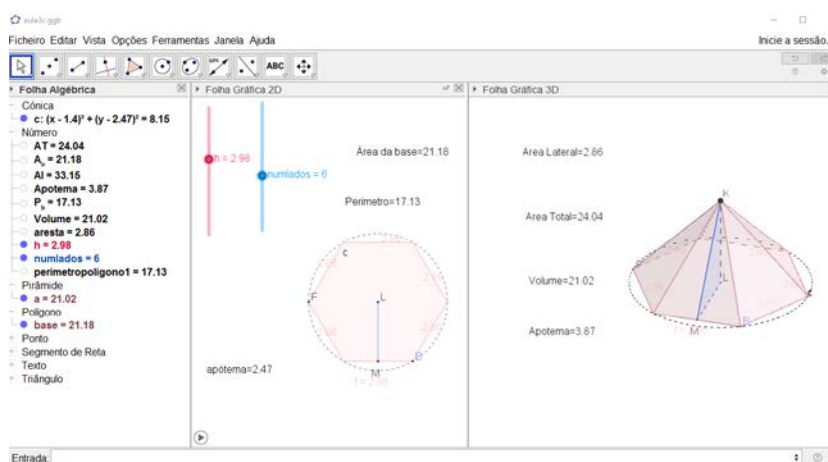 aula3c.ggb
Ficheiro Editar Vista Opções Ferramentas Janela Ajuda
Inicie a sessão.
ABC
Folha Algébrica
Cónica
c: (x - 1.4)² + (y - 2.47)² = 8.15
Número
AT = 24.04
A_b = 21.18
Al = 33.15
Apotema = 3.87
P_b = 17.13
Volume = 21.02
aresta = 2.86
h = 2.98
numlados = 6
perimetropoligono1 = 17.13
Pirâmide
a = 21.02
Polígono
base = 21.18
Ponto
Segmento de Reta
Texto
Triângulo
Folha Gráfica 2D
h = 2.98
numlados = 6
Área da base=21.18
Perimetro=17.13
c
F
L
M
apótema=2.47
Folha Gráfica 3D
Area Lateral=2.86
Area Total=24.04
Volume=21.02
Apotema=3.87
K
L
M
Entrada: